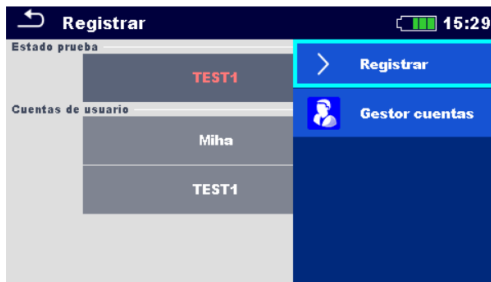 Registrar
15:29
Estado prueba
TEST1
Cuentas de usuario
Miha
TEST1
Registrar
Gestor cuentas